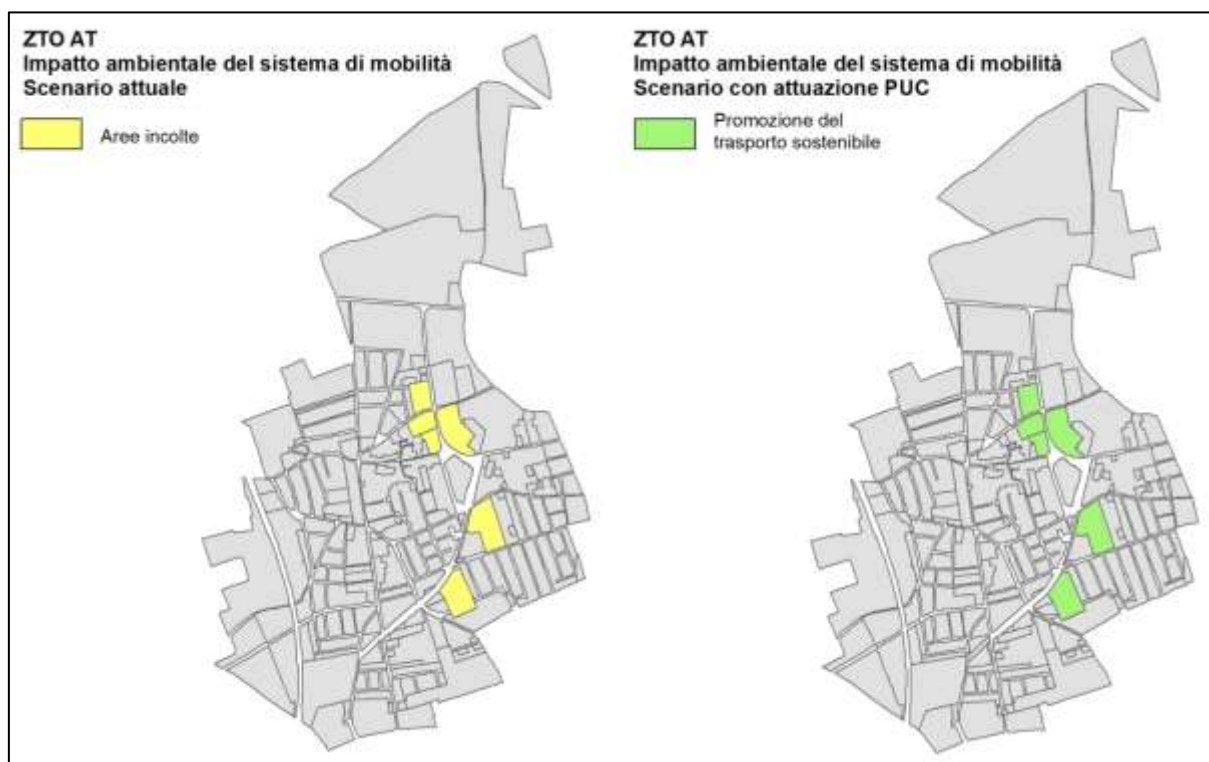 ZTO AT
Impatto ambientale del sistema di mobilità
Scenario attuale
Aree incolte
ZTO AT
Impatto ambientale del sistema di mobilità
Scenario con attuazione PUC
Promozione del
trasporto sostenibile